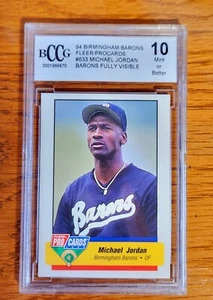 BCCG
94 BIRMINGHAM BARONS
FLEER/PROCARDS
#633 MICHAEL JORDAN
BARONS FULLY VISIBLE
10
Mint
or
Better
Barons
PRO CARDS
Michael Jordan
Birmingham Barons • OF